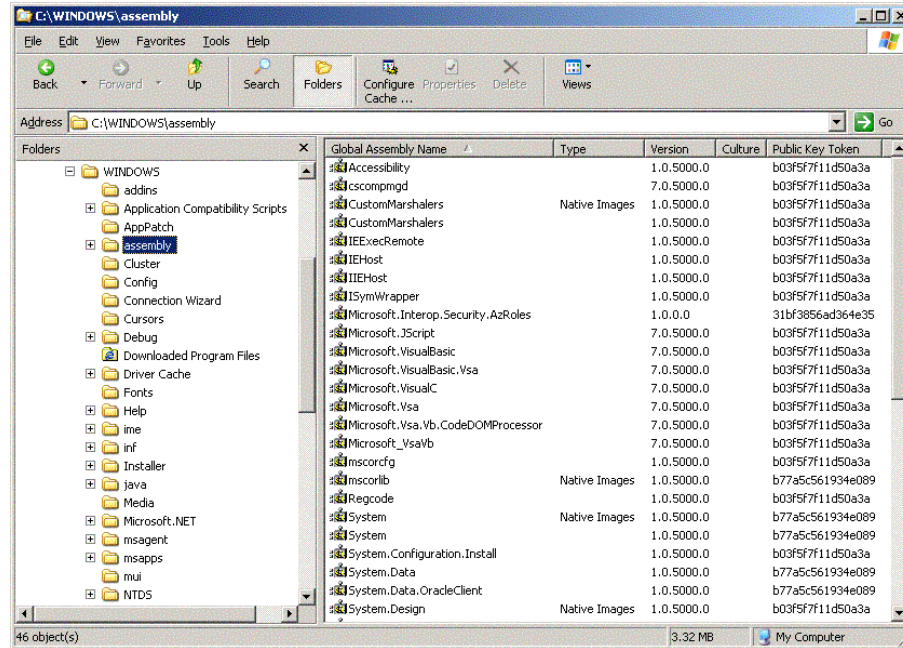 C:\WINDOWS\assembly
File Edit View Favorites Tools Help
Back Forward Up Search Folders Configure Cache ... Properties Delete Views
Address C:\WINDOWS\assembly Go
Folders
WINDOWS
addins
Application Compatibility Scripts
AppPatch
assembly
Cluster
Config
Connection Wizard
Cursors
Debug
Downloaded Program Files
Driver Cache
Fonts
Help
ime
inf
Installer
java
Media
Microsoft.NET
msagent
msapps
mui
NTDS
Global Assembly Name Type Version Culture Public Key Token
Accessibility 1.0.5000.0 b03f5f7f11d50a3a
cscompmgd 7.0.5000.0 b03f5f7f11d50a3a
CustomMarshalers Native Images 1.0.5000.0 b03f5f7f11d50a3a
CustomMarshalers 1.0.5000.0 b03f5f7f11d50a3a
IEExecRemote 1.0.5000.0 b03f5f7f11d50a3a
IEHost 1.0.5000.0 b03f5f7f11d50a3a
IIEHost 1.0.5000.0 b03f5f7f11d50a3a
ISymWrapper 1.0.5000.0 b03f5f7f11d50a3a
Microsoft.Interop.Security.AzRoles 1.0.0.0 31bf3856ad364e35
Microsoft.JScript 7.0.5000.0 b03f5f7f11d50a3a
Microsoft.VisualBasic 7.0.5000.0 b03f5f7f11d50a3a
Microsoft.VisualBasic.Vsa 7.0.5000.0 b03f5f7f11d50a3a
Microsoft.VisualC 7.0.5000.0 b03f5f7f11d50a3a
Microsoft.Vsa 7.0.5000.0 b03f5f7f11d50a3a
Microsoft.Vsa.Vb.CodeDOMProcessor 7.0.5000.0 b03f5f7f11d50a3a
Microsoft_VsaVb 7.0.5000.0 b03f5f7f11d50a3a
mscorcfg 1.0.5000.0 b03f5f7f11d50a3a
mscorlib Native Images 1.0.5000.0 b77a5c561934e089
Regcode 1.0.5000.0 b03f5f7f11d50a3a
System Native Images 1.0.5000.0 b77a5c561934e089
System 1.0.5000.0 b77a5c561934e089
System.Configuration.Install 1.0.5000.0 b03f5f7f11d50a3a
System.Data 1.0.5000.0 b77a5c561934e089
System.Data.OracleClient 1.0.5000.0 b77a5c561934e089
System.Design Native Images 1.0.5000.0 b03f5f7f11d50a3a
46 object(s) 3.32 MB My Computer